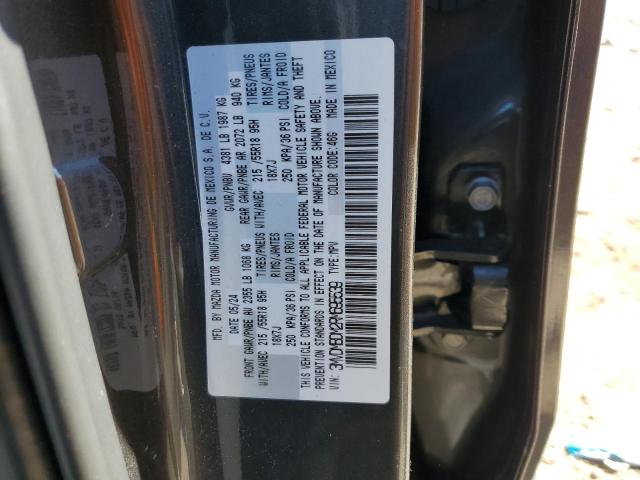 MFD. BY MAZDA MOTOR MANUFACTURING DE MEXICO S.A. DE C.V.
DATE 05/24 GVWR/PNBV 4381 LB 1987 KG
FRONT GAWR/PNBE AV 2355 LB 1068 KG REAR GAWR/PNBE AR 2072 LB 940 KG
WITH/AVEC 215/55R18 95H TIRES/PNEUS WITH/AVEC 215/55R18 95H TIRES/PNEUS
18X7J RIMS/JANTES 18X7J RIMS/JANTES
250 KPA/36 PSI COLD/A FROID 250 KPA/36 PSI COLD/A FROID
THIS VEHICLE CONFORMS TO ALL APPLICABLE FEDERAL MOTOR VEHICLE SAFETY AND THEFT
PREVENTION STANDARDS IN EFFECT ON THE DATE OF MANUFACTURE SHOWN ABOVE.
VIN: TYPE:MPV COLOR CODE:46G MADE IN MEXICO